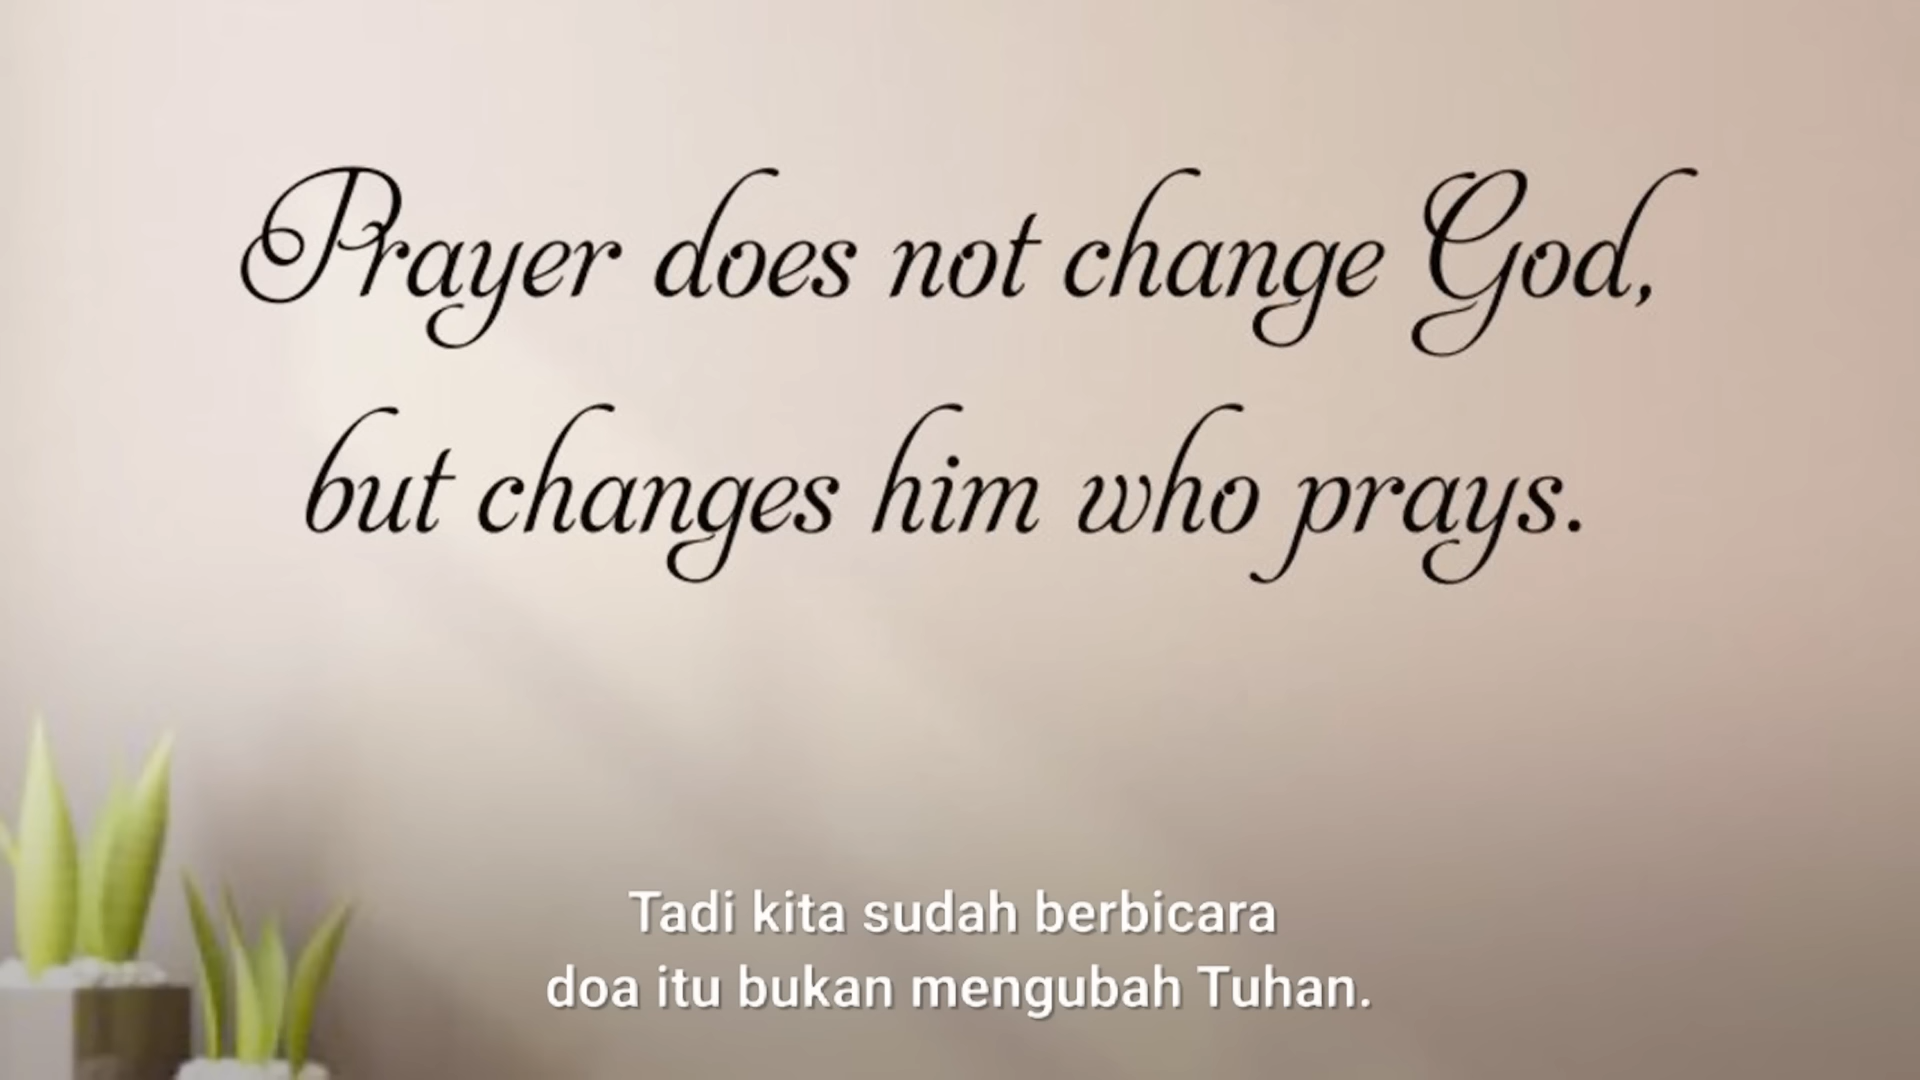 Prayer does not change God,
but changes him who prays.
Tadi kita sudah berbicara
doa itu bukan mengubah Tuhan.